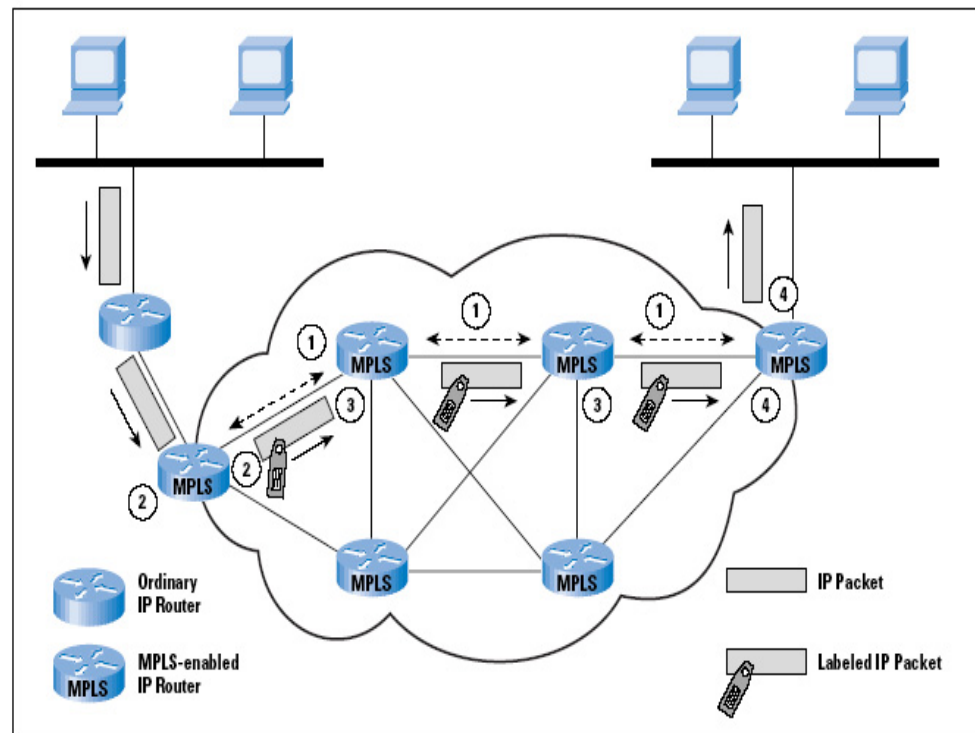 1
1
1
4
MPLS
MPLS
MPLS
3
3
4
2
MPLS
2
MPLS
MPLS
Ordinary
IP Router
IP Packet
MPLS-enabled
IP Router
MPLS
Labeled IP Packet